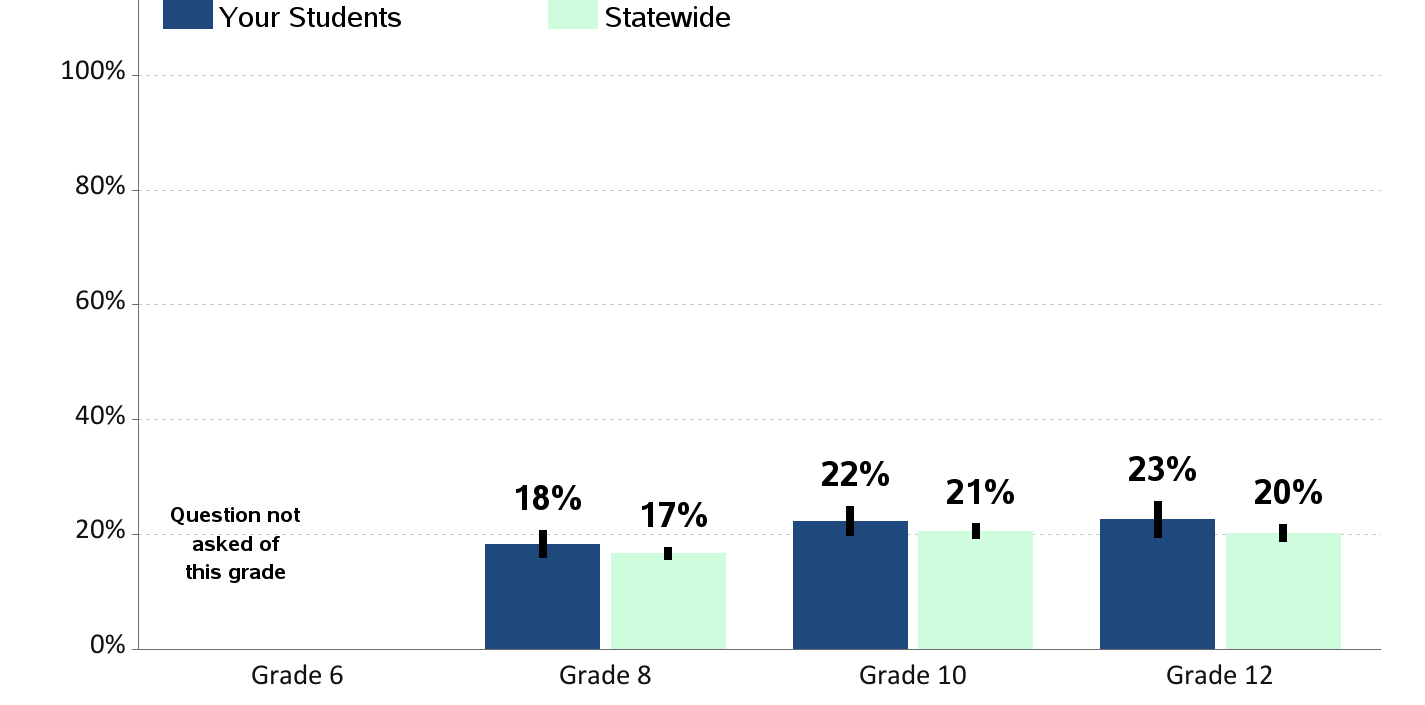 Your Students
Statewide
100%
80%
60%
40%
20%
0%
Question not
asked of
this grade
18%
17%
22%
21%
23%
20%
Grade 6
Grade 8
Grade 10
Grade 12